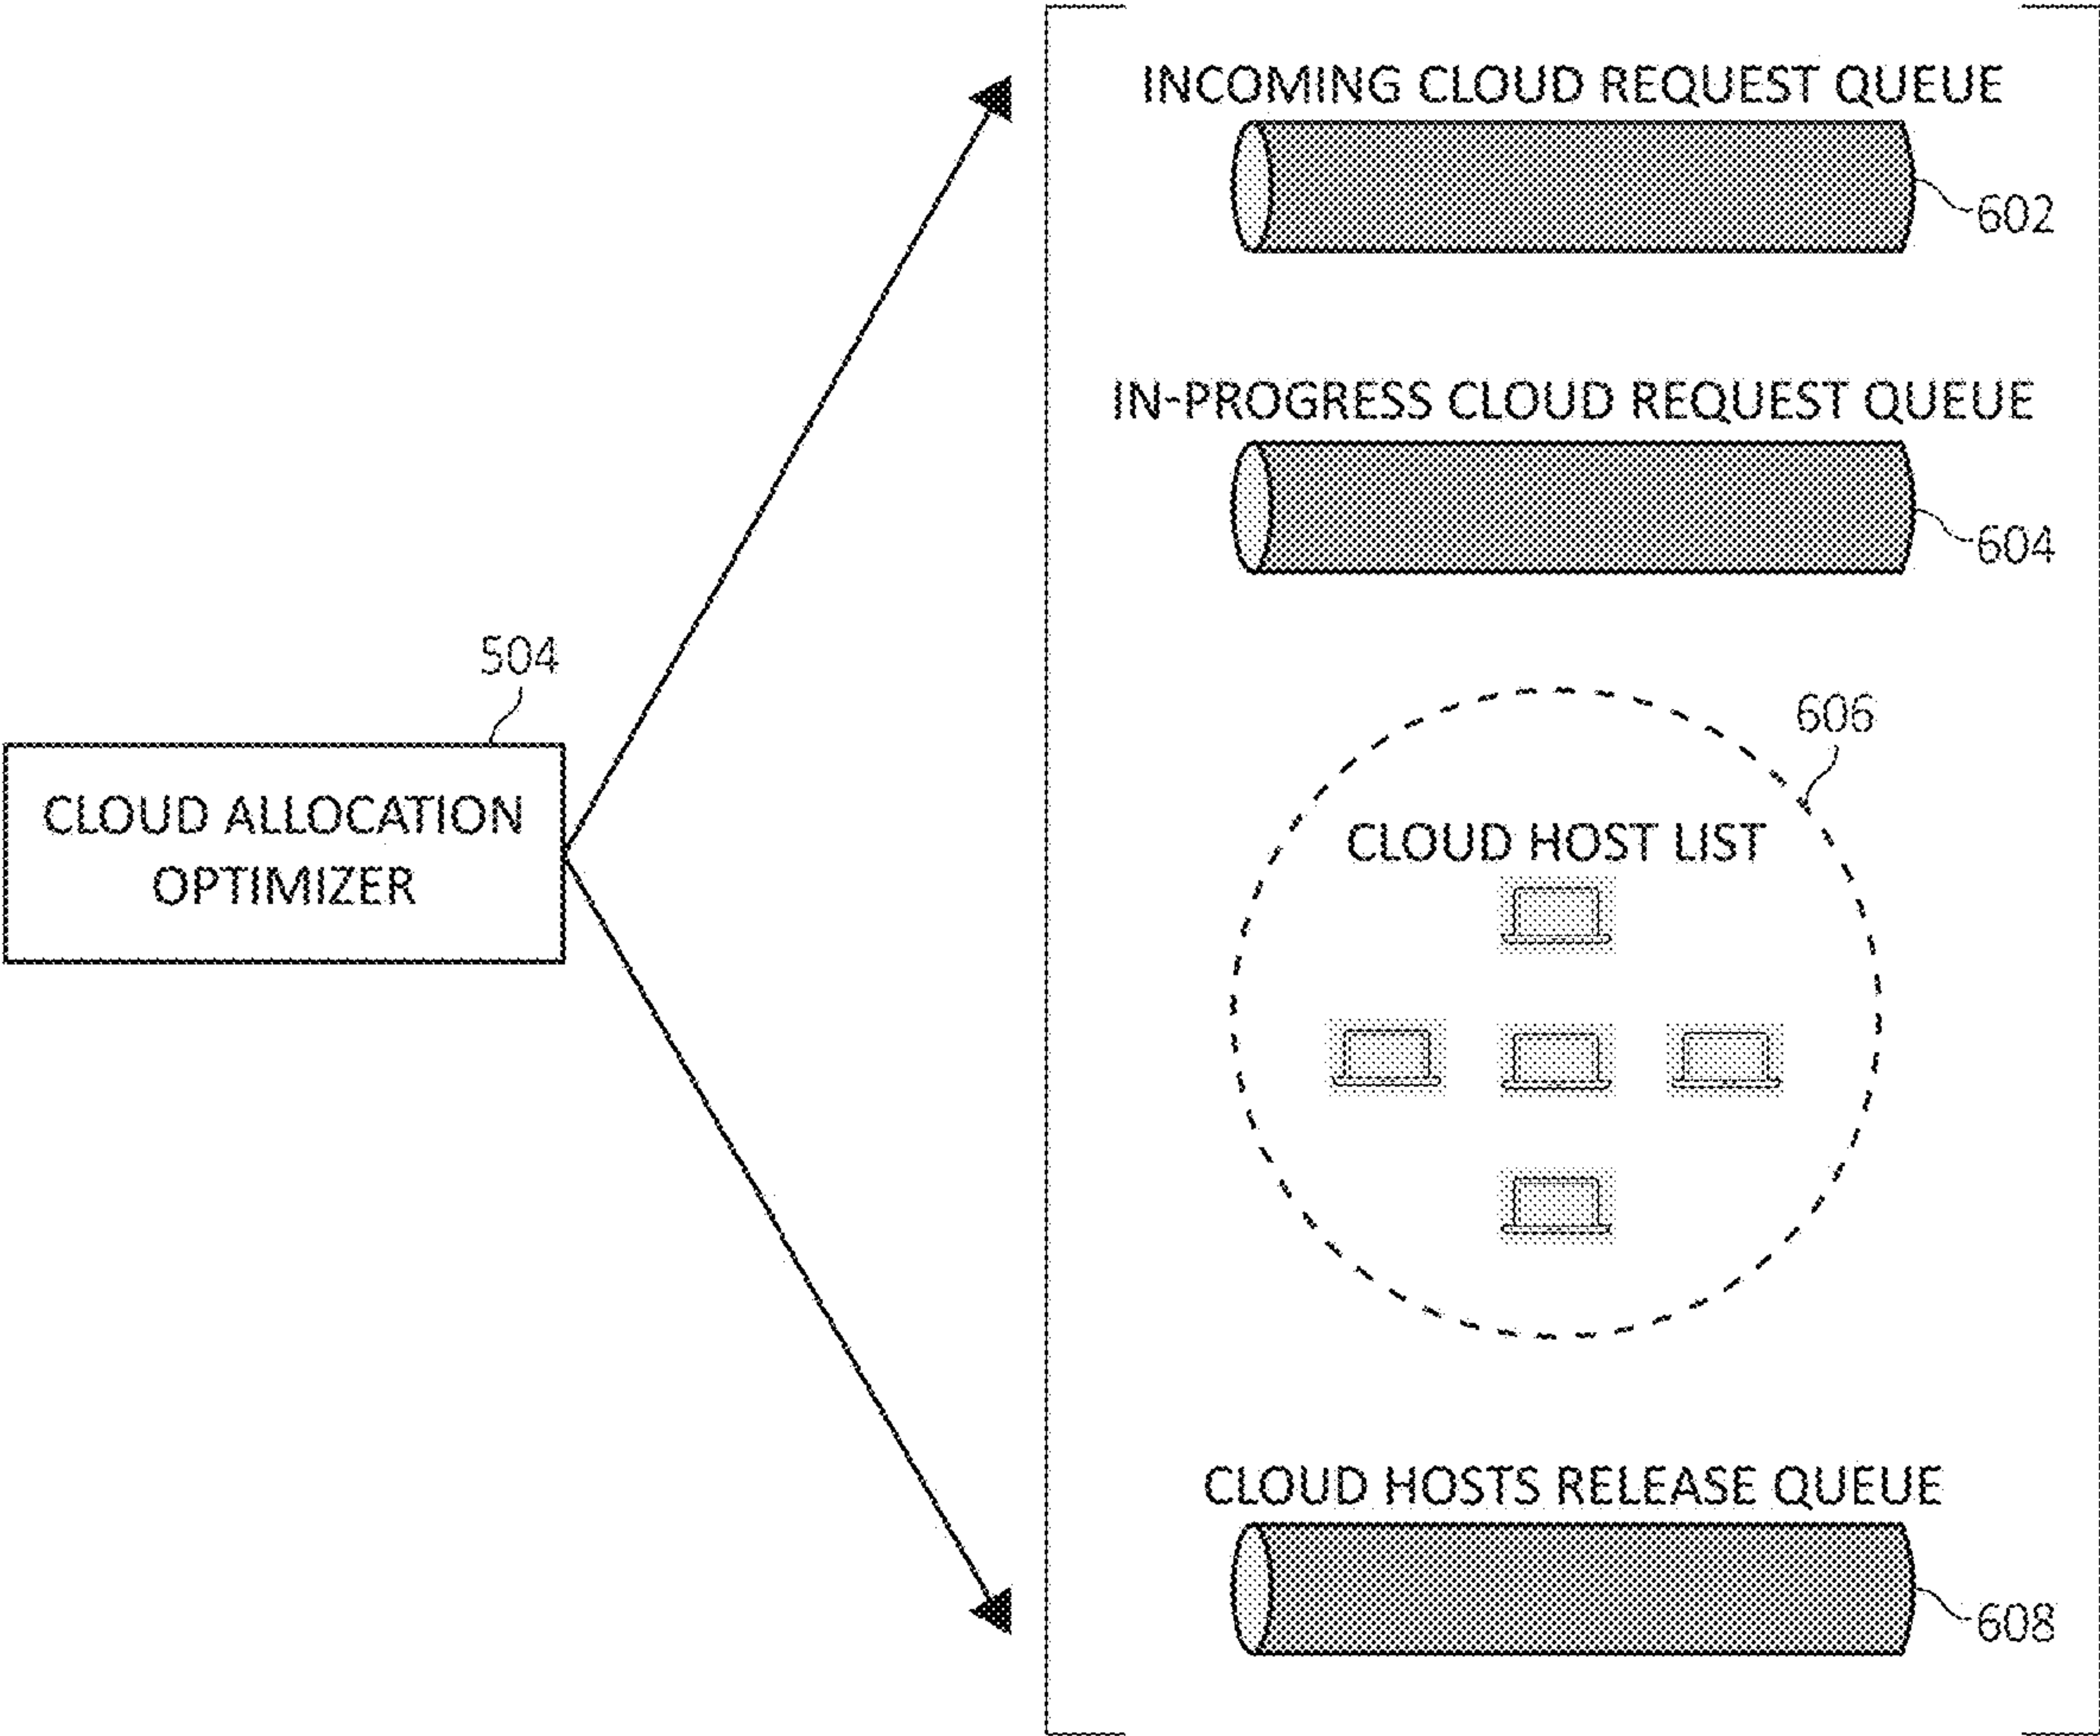 INCOMING CLOUD REQUEST QUEUE
602
IN-PROGRESS CLOUD REQUEST QUEUE
604
504
CLOUD ALLOCATION
OPTIMIZER
606
CLOUD HOST LIST
CLOUD HOSTS RELEASE QUEUE
608